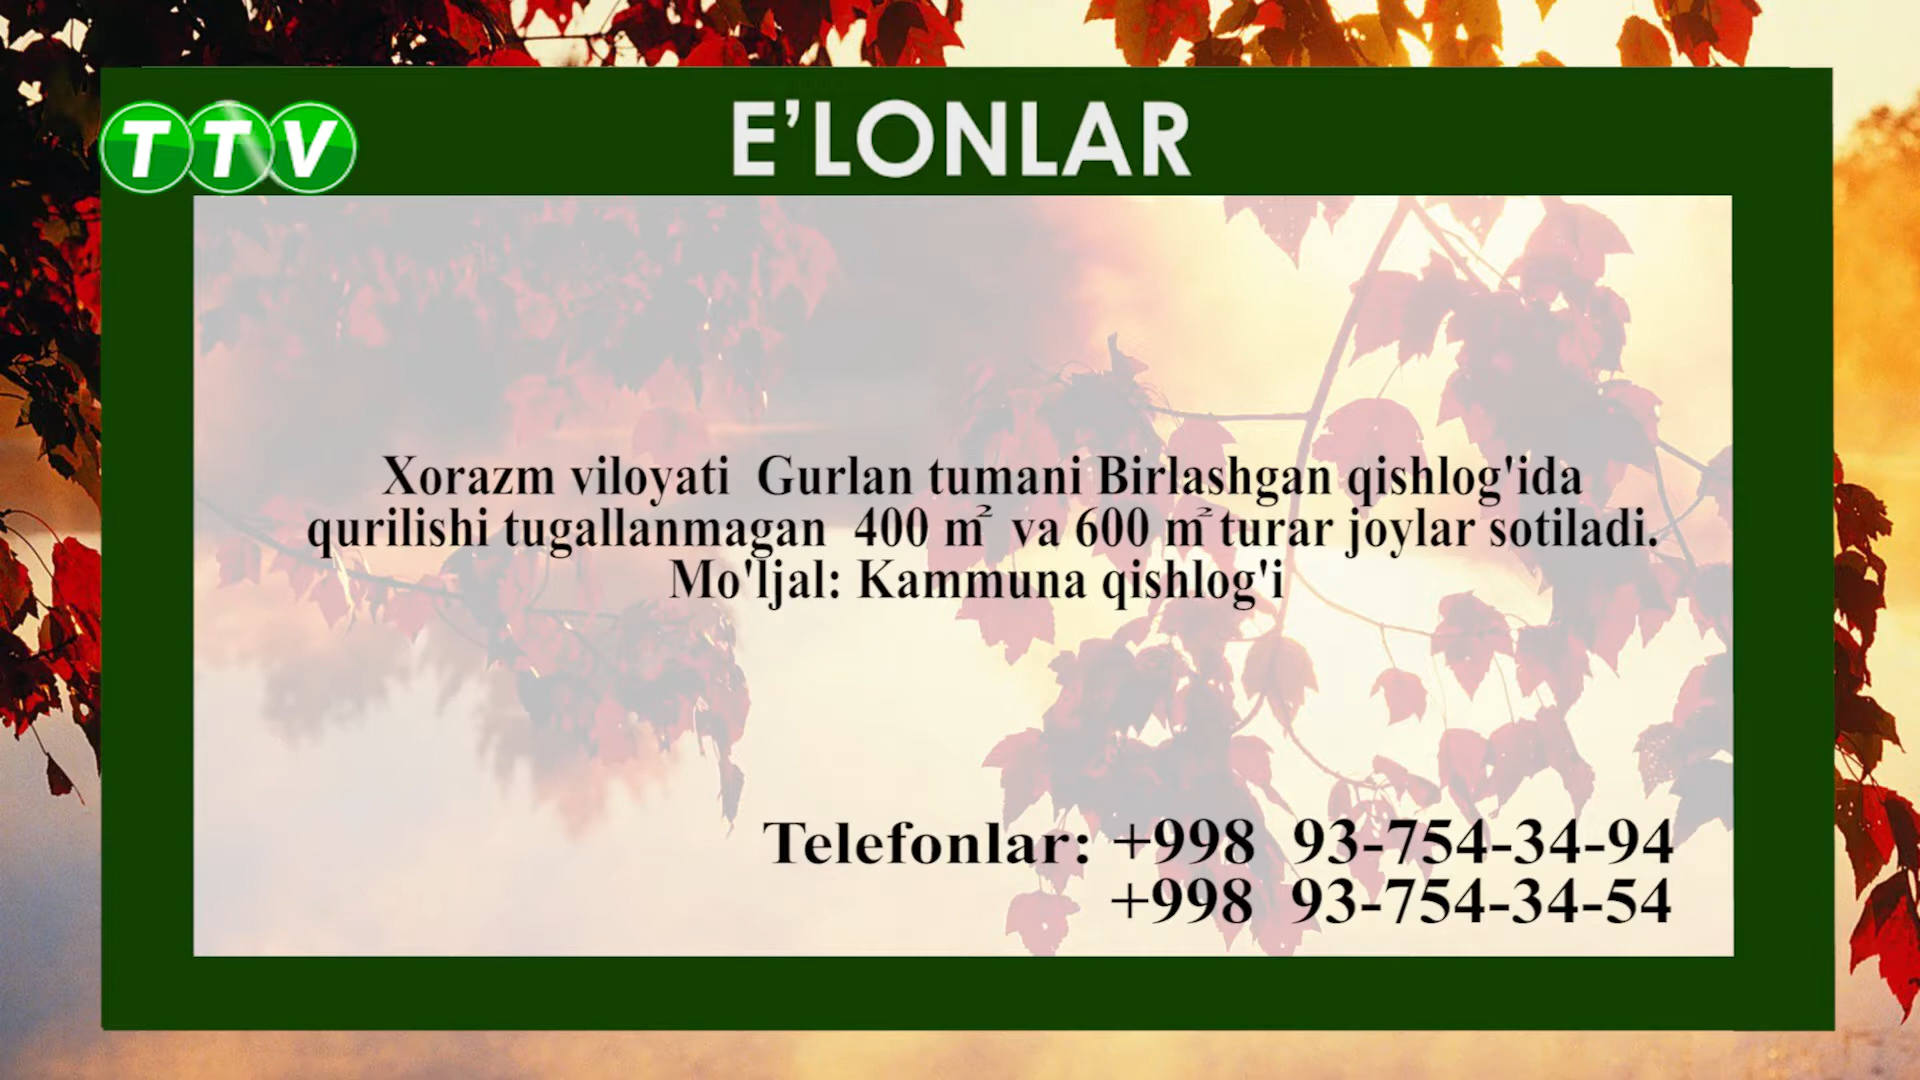 TTV
E’LONLAR
Xorazm viloyati Gurlan tumani Birlashgan qishlog'ida
qurilishi tugallanmagan 400 m² va 600 m² turar joylar sotiladi.
Mo'ljal: Kammuna qishlog'i
Telefonlar: +998 93-754-34-94
+998 93-754-34-54